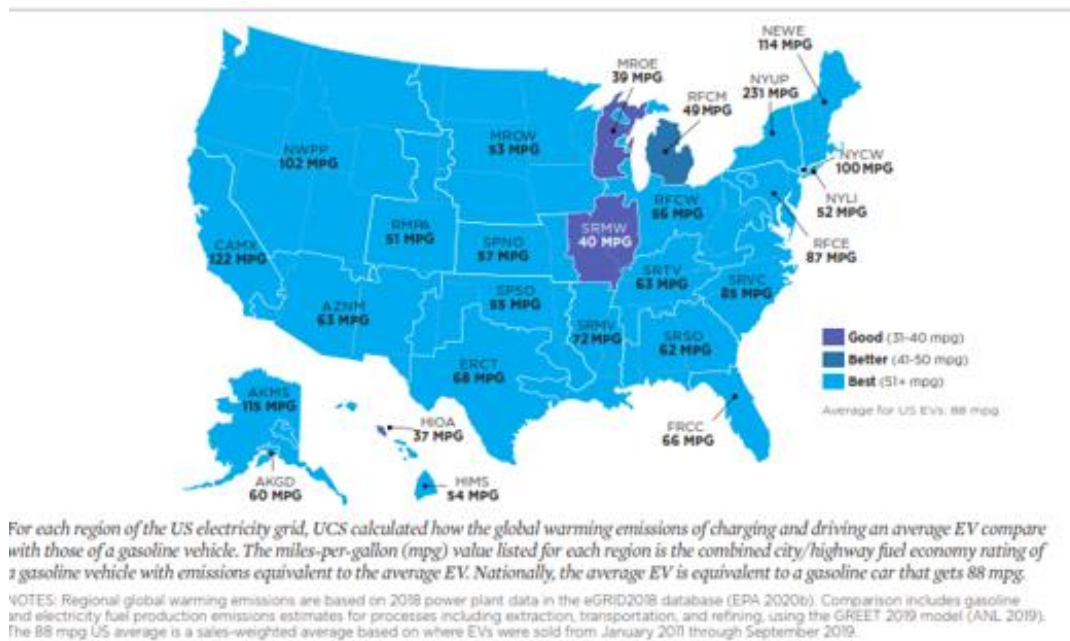 NEWE
114 MPG
MROE
39 MPG
NYUP
231 MPG
RFCM
49 MPG
MROW
53 MPG
NWPP
102 MPG
NYCW
100 MPG
NYLI
52 MPG
RFCW
RMPA
51 MPG
SRMW
40 MPG
CAMX
122 MPG
SPNO
57 MPG
RFCE
87 MPG
SRTV
63 MPG
SRVC
85 MPG
SPSO
55 MPG
AZNM
63 MPG
SRMV
72 MPG
SRSO
62 MPG
ERCT
68 MPG
Good (31-40 mpg)
Better (41-50 mpg)
Best (51+ mpg)
Average for US EVs: 88 mpg
AKMS
115 MPG
HIOA
37 MPG
FRCC
66 MPG
AKGD
60 MPG
HIMS
54 MPG
For each region of the US electricity grid, UCS calculated how the global warming emissions of charging and driving an average EV compare
with those of a gasoline vehicle. The miles-per-gallon (mpg) value listed for each region is the combined city/highway fuel economy rating of
a gasoline vehicle with emissions equivalent to the average EV. Nationally, the average EV is equivalent to a gasoline car that gets 88 mpg.
NOTES: Regional global warming emissions are based on 2018 power plant data in the eGRID2018 database (EPA 2020b). Comparison includes gasoline
and electricity fuel production emissions estimates for processes including extraction, transportation, and refining, using the GREET 2019 model (ANL 2019).
The 88 mpg US average is a sales-weighted average based on where EVs were sold from January 2011 through September 2019.